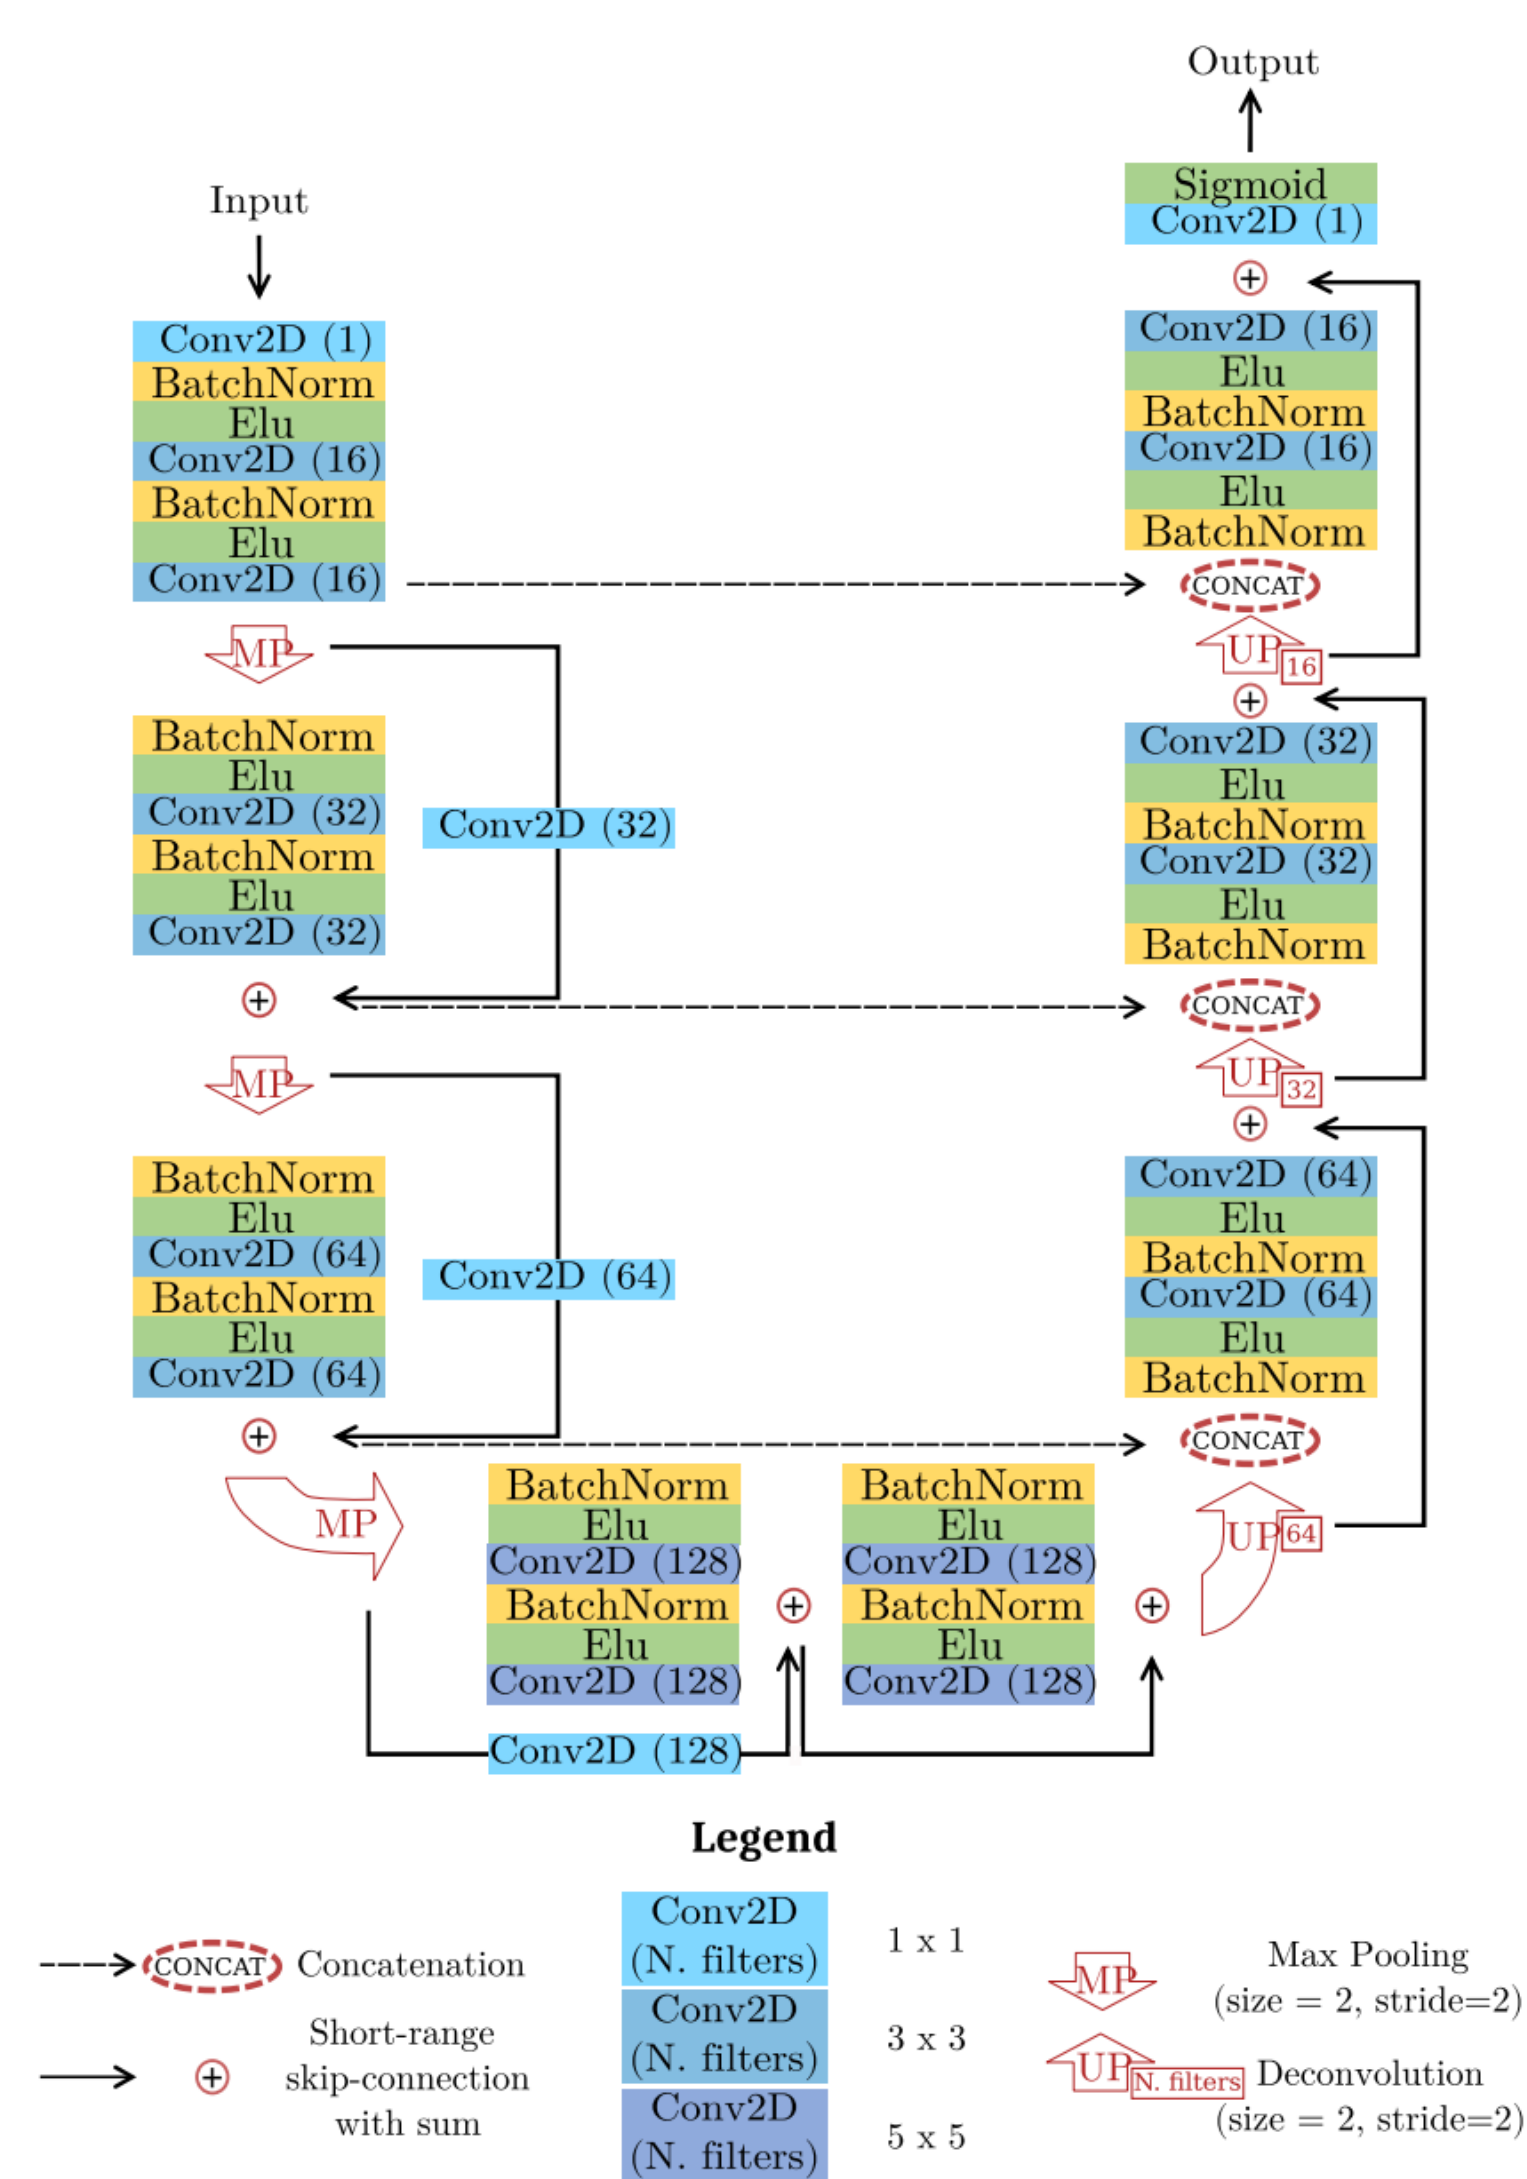 Output
Sigmoid
Conv2D (1)
Input
Conv2D (1)
BatchNorm
Elu
Conv2D (16)
BatchNorm
Elu
Conv2D (16)
MP
BatchNorm
Elu
Conv2D (32)
BatchNorm
Elu
Conv2D (32)
Conv2D (32)
MP
BatchNorm
Elu
Conv2D (64)
BatchNorm
Elu
Conv2D (64)
Conv2D (64)
MP
BatchNorm
Elu
Conv2D (128)
BatchNorm
Elu
Conv2D (128)
Conv2D (128)
BatchNorm
Elu
Conv2D (128)
BatchNorm
Elu
Conv2D (128)
Conv2D (16)
Elu
BatchNorm
Conv2D (16)
Elu
BatchNorm
CONCAT
UP 16
Conv2D (32)
Elu
BatchNorm
Conv2D (32)
Elu
BatchNorm
CONCAT
UP 32
Conv2D (64)
Elu
BatchNorm
Conv2D (64)
Elu
BatchNorm
CONCAT
UP 64
Legend
CONCAT Concatenation
Short-range
skip-connection
with sum
Conv2D
(N. filters)
1 x 1
Conv2D
(N. filters)
3 x 3
Conv2D
(N. filters)
5 x 5
MP
Max Pooling
(size = 2, stride=2)
UP N. filters
Deconvolution
(size = 2, stride=2)